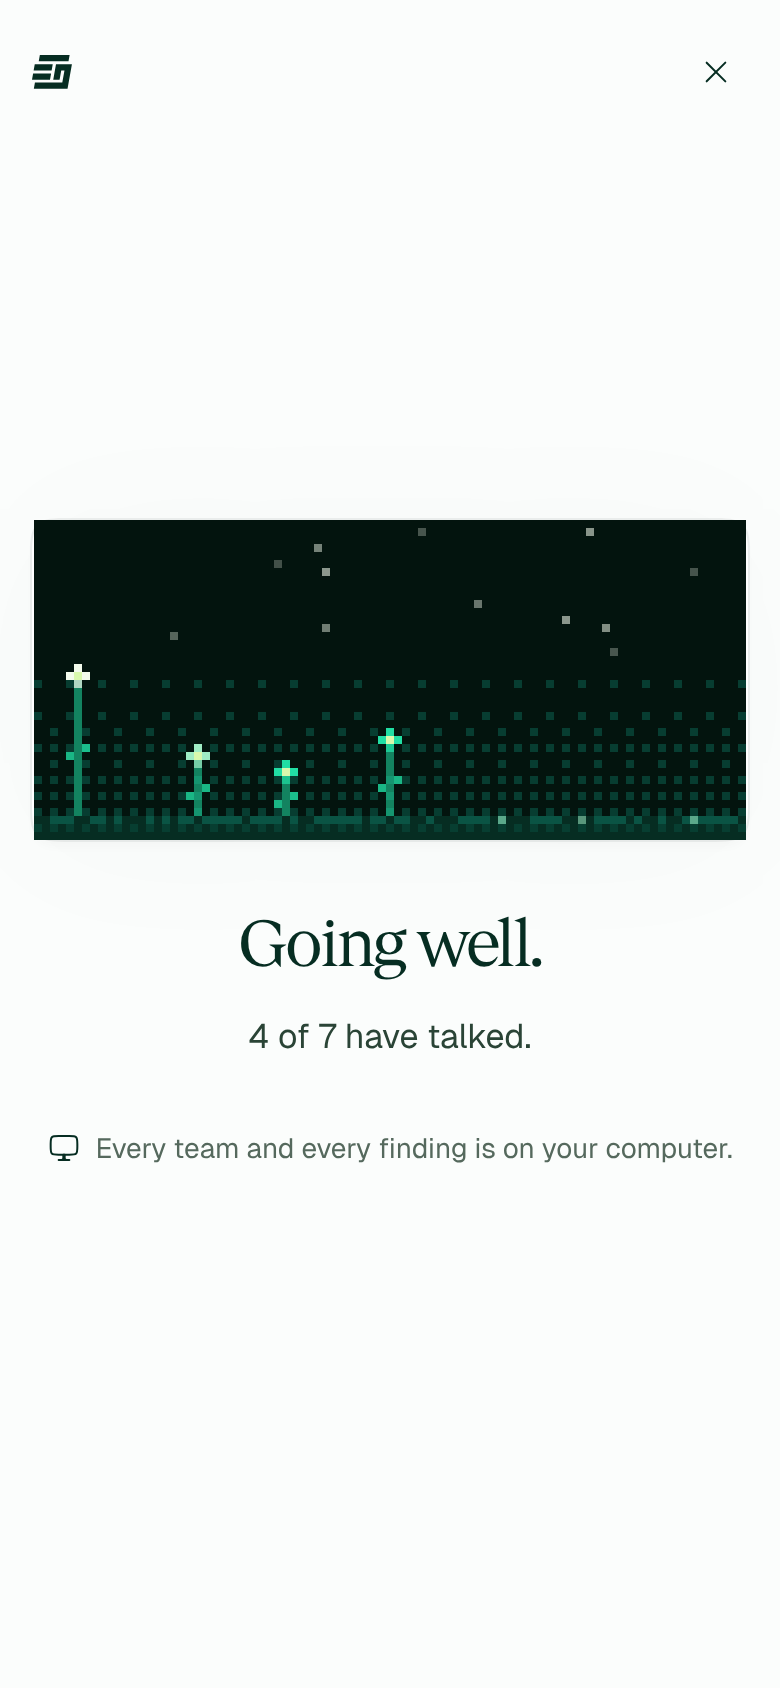 Going well.
4 of 7 have talked.
Every team and every finding is on your computer.